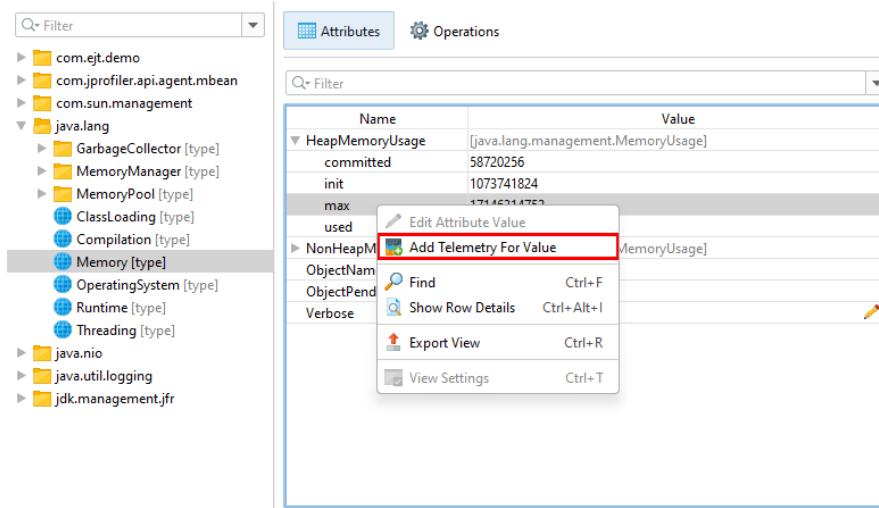 Filter
com.ejt.demo
com.jprofiler.api.agent.mbean
com.sun.management
java.lang
GarbageCollector [type]
MemoryManager [type]
MemoryPool [type]
ClassLoading [type]
Compilation [type]
Memory [type]
OperatingSystem [type]
Runtime [type]
Threading [type]
java.nio
java.util.logging
jdk.management.jfr
Attributes Operations
Filter
Name Value
HeapMemoryUsage [java.lang.management.MemoryUsage]
committed 58720256
init 1073741824
max 17146314752
used
NonHeapM MemoryUsage]
ObjectNam
ObjectPend
Verbose
Edit Attribute Value
Add Telemetry For Value
Find Ctrl+F
Show Row Details Ctrl+Alt+I
Export View Ctrl+R
View Settings Ctrl+T